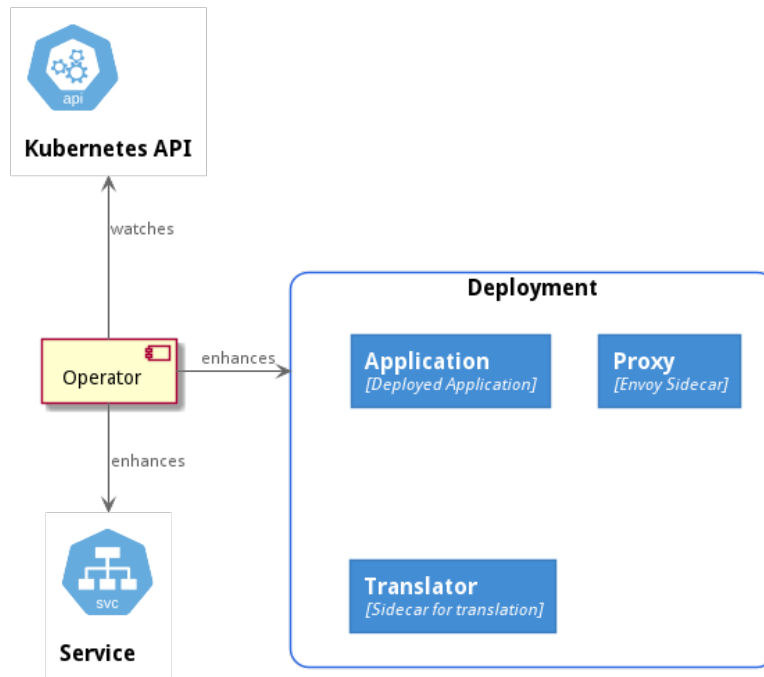 api
Kubernetes API
watches
Deployment
Operator
enhances
Application
[Deployed Application]
Proxy
[Envoy Sidecar]
enhances
svc
Service
Translator
[Sidecar for translation]